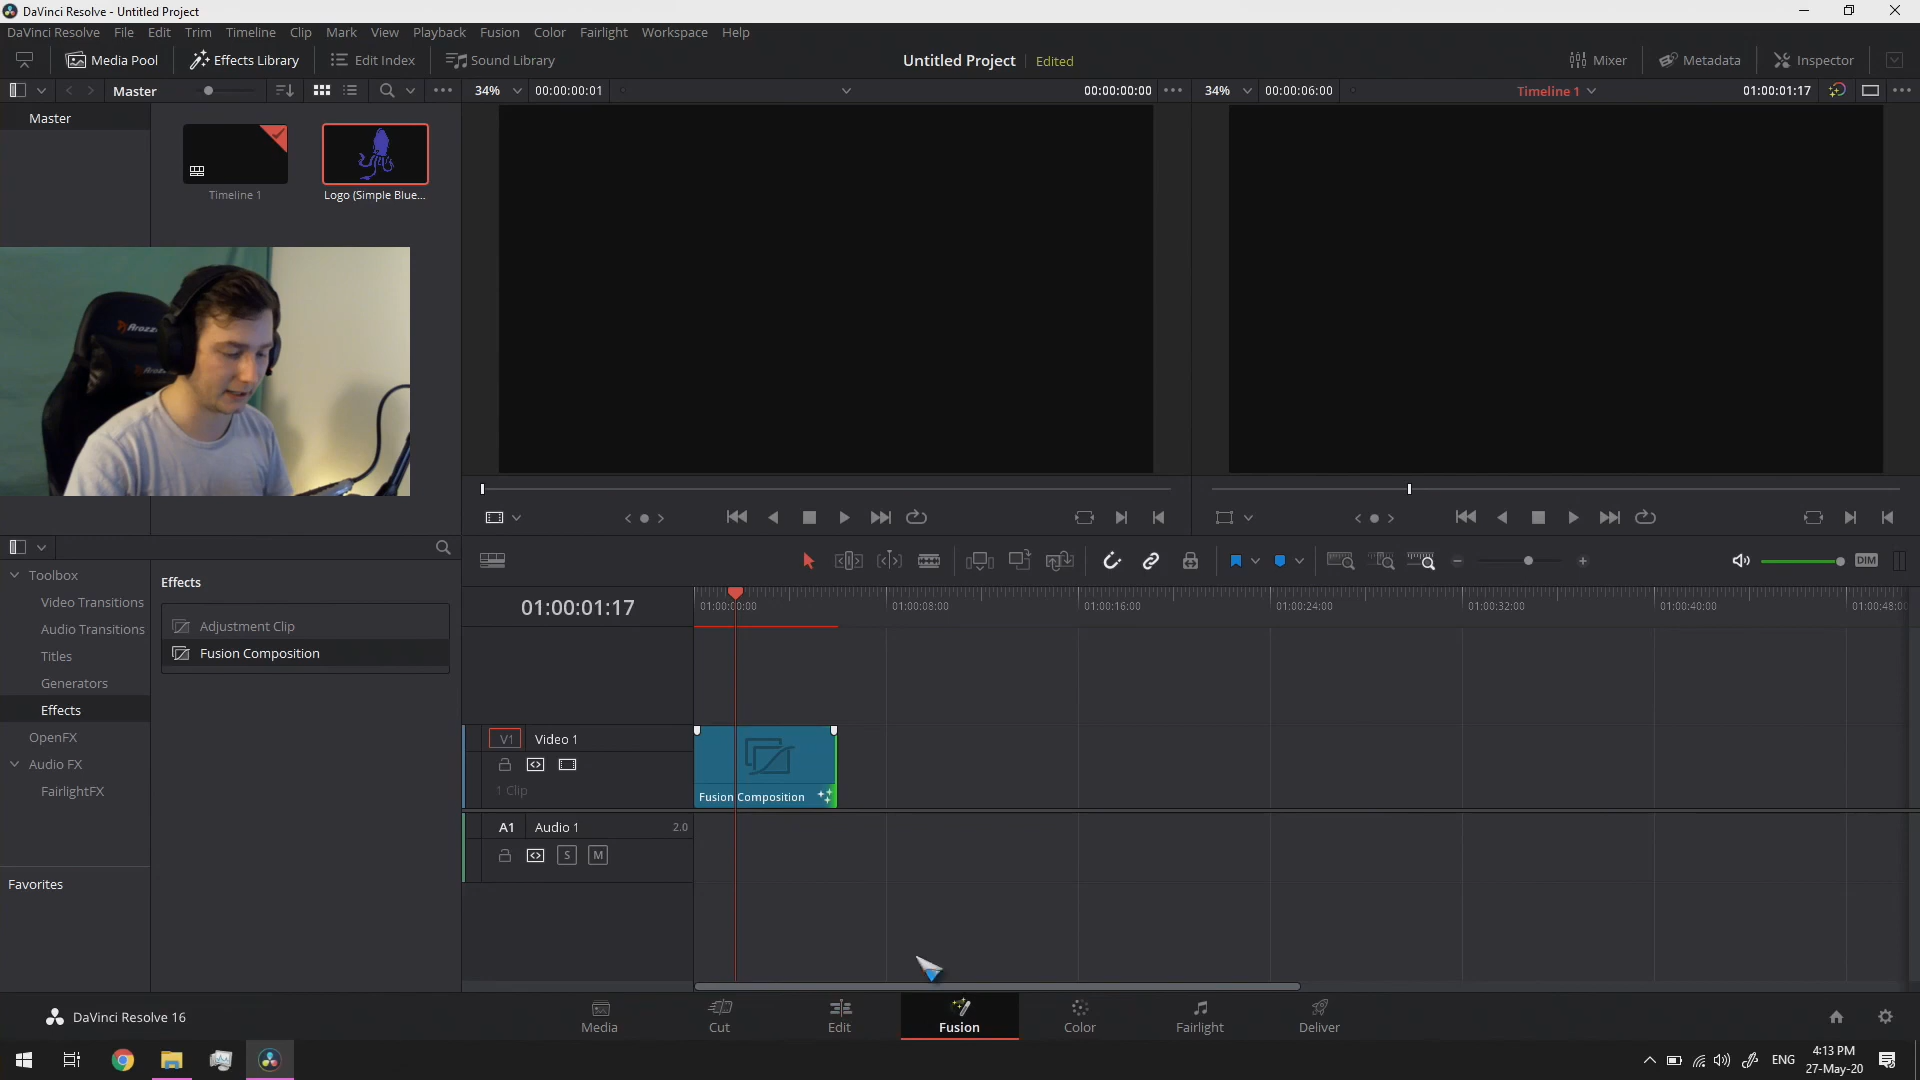 DaVinci Resolve - Untitled Project
DaVinci Resolve File Edit Trim Timeline Clip Mark View Playback Fusion Color Fairlight Workspace Help
Media Pool Effects Library Edit Index Sound Library Untitled Project Edited Mixer Metadata Inspector
Master 34% 00:00:00:01 00:00:00:00 34% 00:00:06:00 Timeline 1 01:00:01:17
Master
Timeline 1 Logo (Simple Blue...
Toolbox
Video Transitions
Audio Transitions
Titles
Generators
Effects
OpenFX
Audio FX
FairlightFX
Favorites
Effects
Adjustment Clip
Fusion Composition
DIM
01:00:01:17
01:00:00:00 01:00:08:00 01:00:16:00 01:00:24:00 01:00:32:00 01:00:40:00 01:00:48:0
V1 Video 1
1 Clip
Fusion Composition
A1 Audio 1 2.0
S M
DaVinci Resolve 16
Media Cut Edit Fusion Color Fairlight Deliver
ENG
4:13 PM
27-May-20